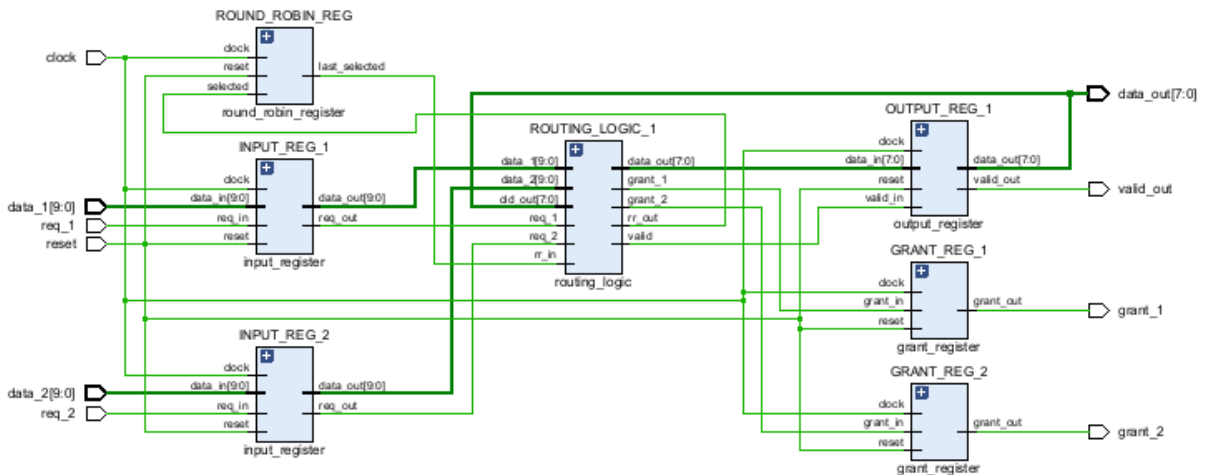 ROUND_ROBIN_REG
clock
clock
reset
selected
last_selected
round_robin_register
INPUT_REG_1
clock
data_in[9:0]
req_in
reset
data_out[9:0]
req_out
input_register
data_1[9:0]
req_1
reset
INPUT_REG_2
clock
data_in[9:0]
req_in
reset
data_out[9:0]
req_out
input_register
data_2[9:0]
req_2
ROUTING_LOGIC_1
data_1[9:0]
data_2[9:0]
old_out[7:0]
req_1
req_2
rr_in
data_out[7:0]
grant_1
grant_2
rr_out
valid
routing_logic
OUTPUT_REG_1
clock
data_in[7:0]
reset
valid_in
data_out[7:0]
valid_out
output_register
GRANT_REG_1
clock
grant_in
reset
grant_out
grant_register
GRANT_REG_2
clock
grant_in
reset
grant_out
grant_register
data_out[7:0]
valid_out
grant_1
grant_2